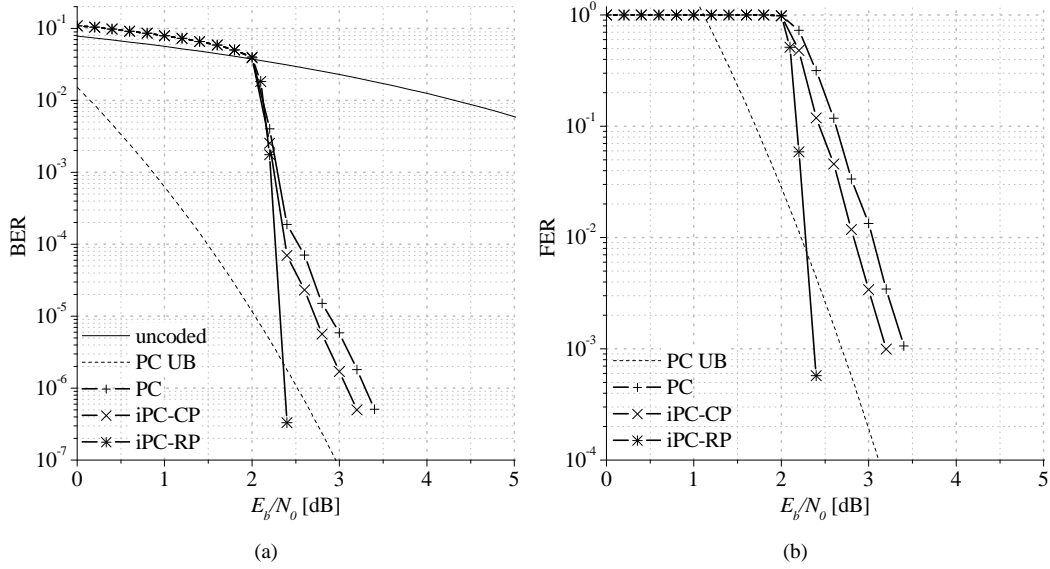 10^-1
10^-2
10^-3
10^-4
10^-5
10^-6
10^-7
BER
uncoded
PC UB
PC
iPC-CP
iPC-RP
0 1 2 3 4 5
E_b/N_0 [dB]
(a)
10^0
10^-1
10^-2
10^-3
10^-4
FER
PC UB
PC
iPC-CP
iPC-RP
0 1 2 3 4 5
E_b/N_0 [dB]
(b)